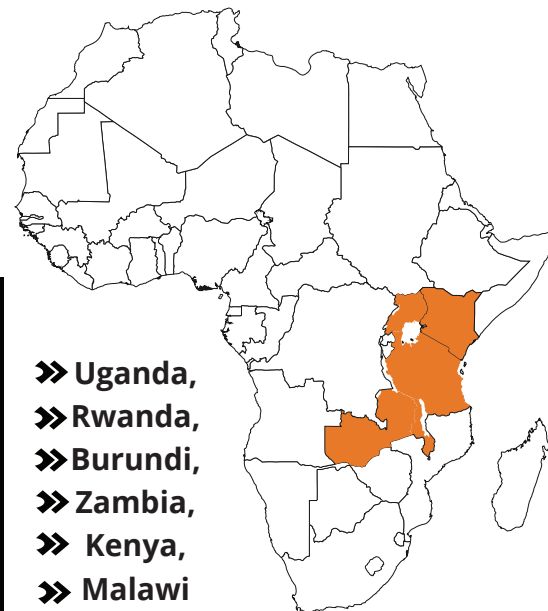 Uganda,
Rwanda,
Burundi,
Zambia,
Kenya,
Malawi